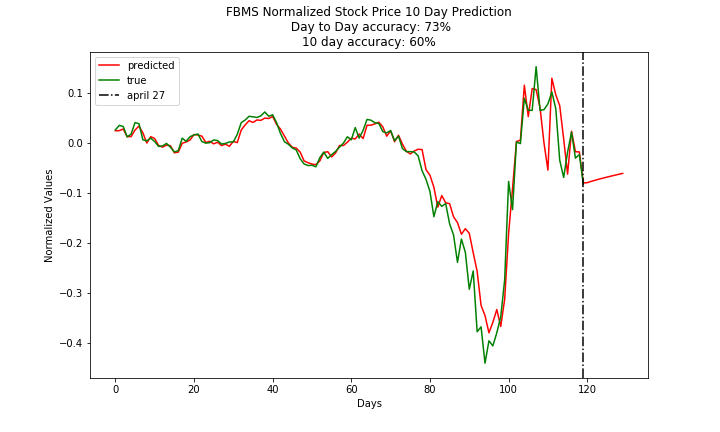 FBMS Normalized Stock Price 10 Day Prediction
Day to Day accuracy: 73%
10 day accuracy: 60%
predicted
true
april 27
Normalized Values
0.1
0.0
−0.1
−0.2
−0.3
−0.4
0 20 40 60 80 100 120
Days